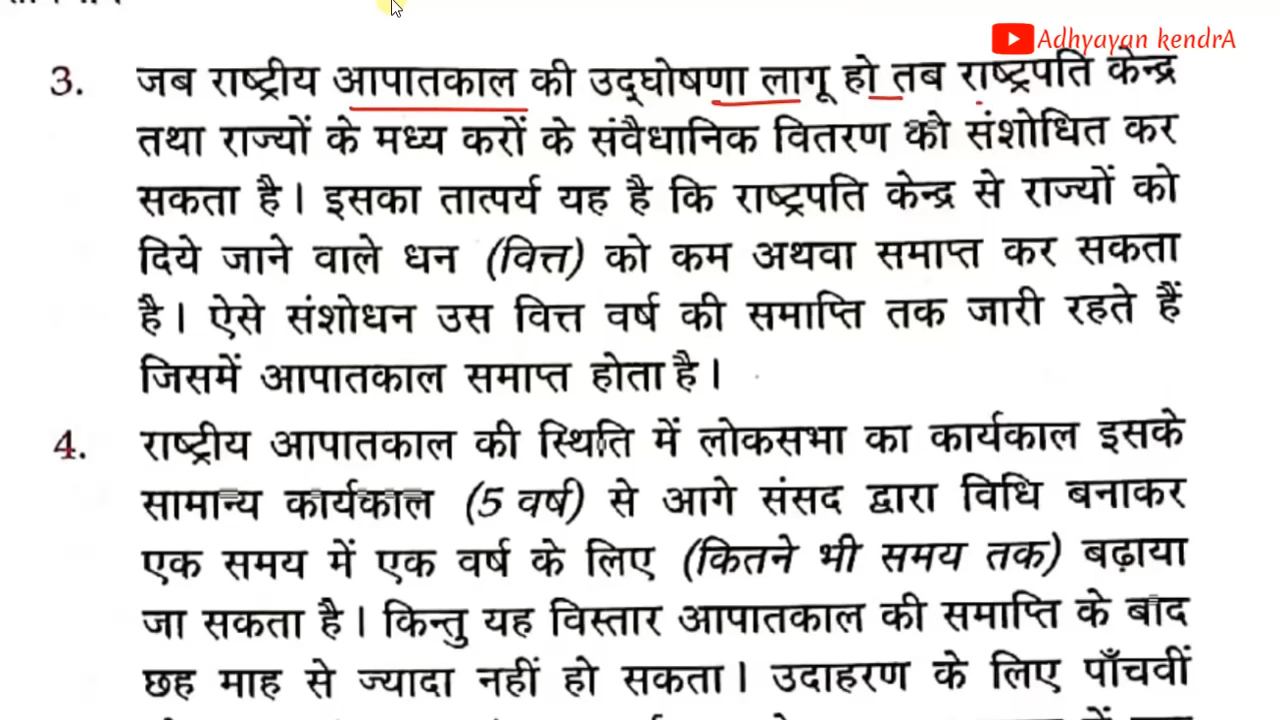 Adhyayan kendrA
3. जब राष्ट्रीय आपातकाल की उद्घोषणा लागू हो तब राष्ट्रपति केन्द्र
तथा राज्यों के मध्य करों के संवैधानिक वितरण को संशोधित कर
सकता है। इसका तात्पर्य यह है कि राष्ट्रपति केन्द्र से राज्यों को
दिये जाने वाले धन (वित्त) को कम अथवा समाप्त कर सकता
है। ऐसे संशोधन उस वित्त वर्ष की समाप्ति तक जारी रहते हैं
जिसमें आपातकाल समाप्त होता है।
4. राष्ट्रीय आपातकाल की स्थिति में लोकसभा का कार्यकाल इसके
सामान्य कार्यकाल (5 वर्ष) से आगे संसद द्वारा विधि बनाकर
एक समय में एक वर्ष के लिए (कितने भी समय तक) बढ़ाया
जा सकता है। किन्तु यह विस्तार आपातकाल की समाप्ति के बाद
छह माह से ज्यादा नहीं हो सकता। उदाहरण के लिए पाँचवीं